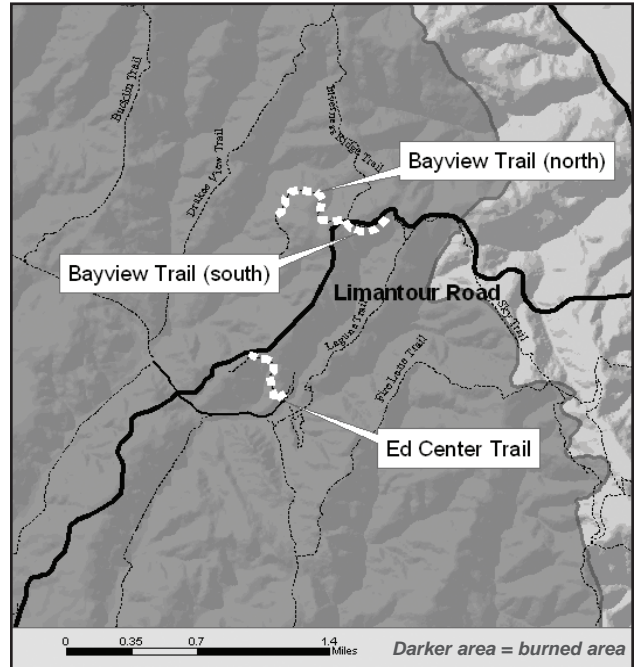 Bucklin Trail
Drakes View Trail
Inverness Ridge Trail
Bayview Trail (north)
Bayview Trail (south)
Limantour Road
Sky Trail
Laguna Trail
Fire Lane Trail
Ed Center Trail
0 0.35 0.7 1.4
Miles
Darker area = burned area